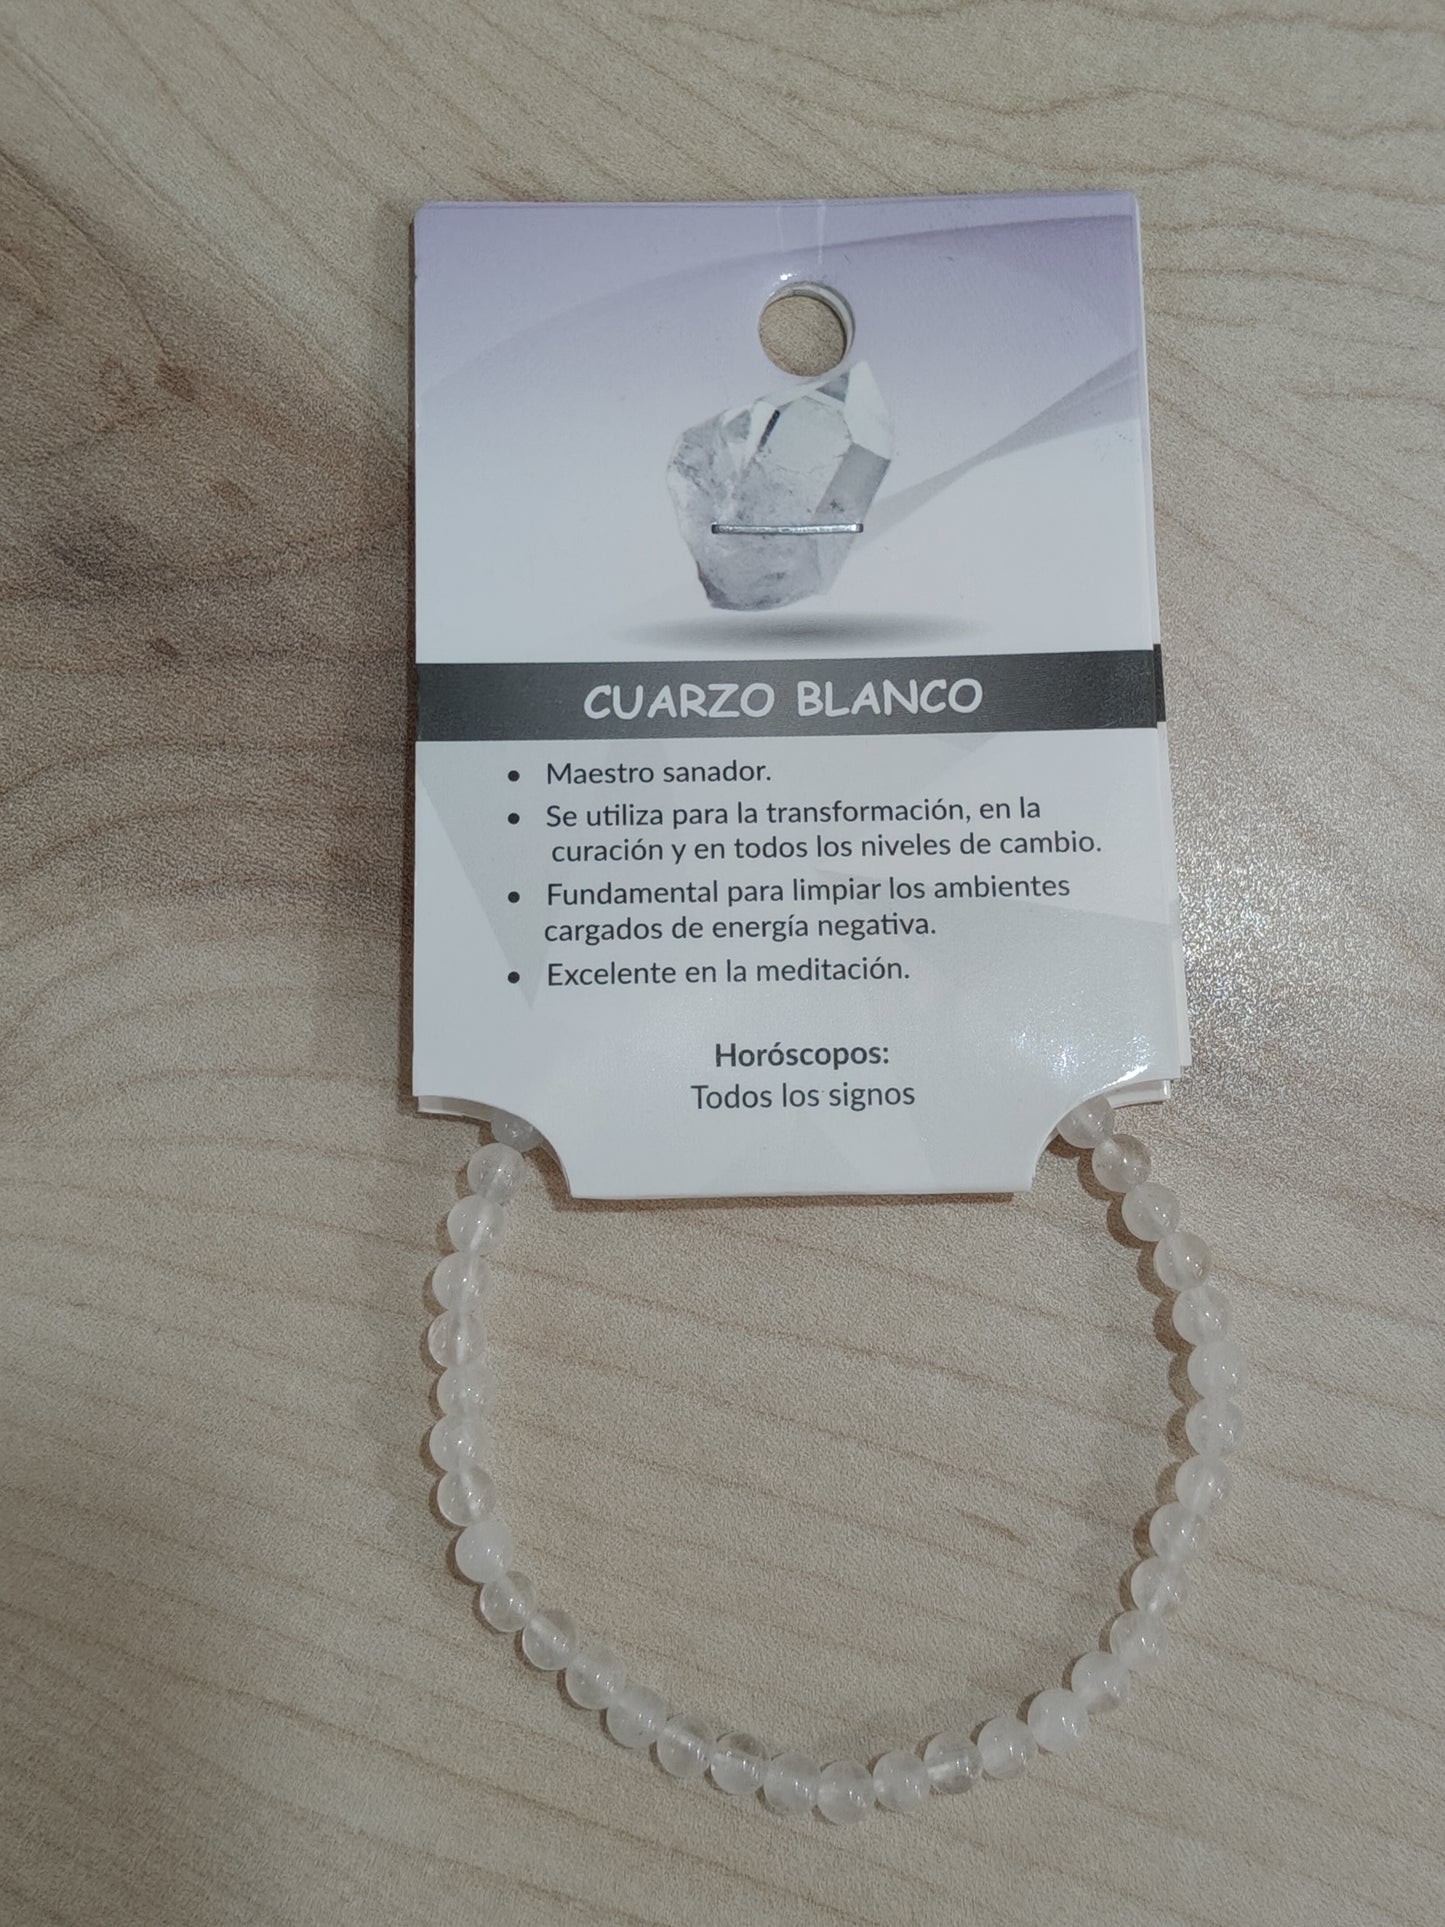 CUARZO BLANCO
• Maestro sanador.
• Se utiliza para la transformación, en la
curación y en todos los niveles de cambio.
• Fundamental para limpiar los ambientes
cargados de energía negativa.
• Excelente en la meditación.
Horóscopos:
Todos los signos